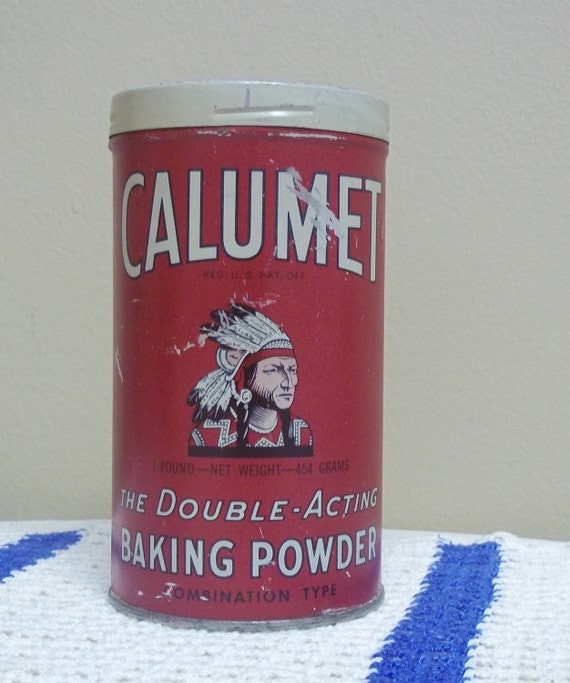 CALUMET
REG. U.S. PAT. OFF.
1 POUND—NET WEIGHT—454 GRAMS
THE DOUBLE-ACTING
BAKING POWDER
COMBINATION TYPE